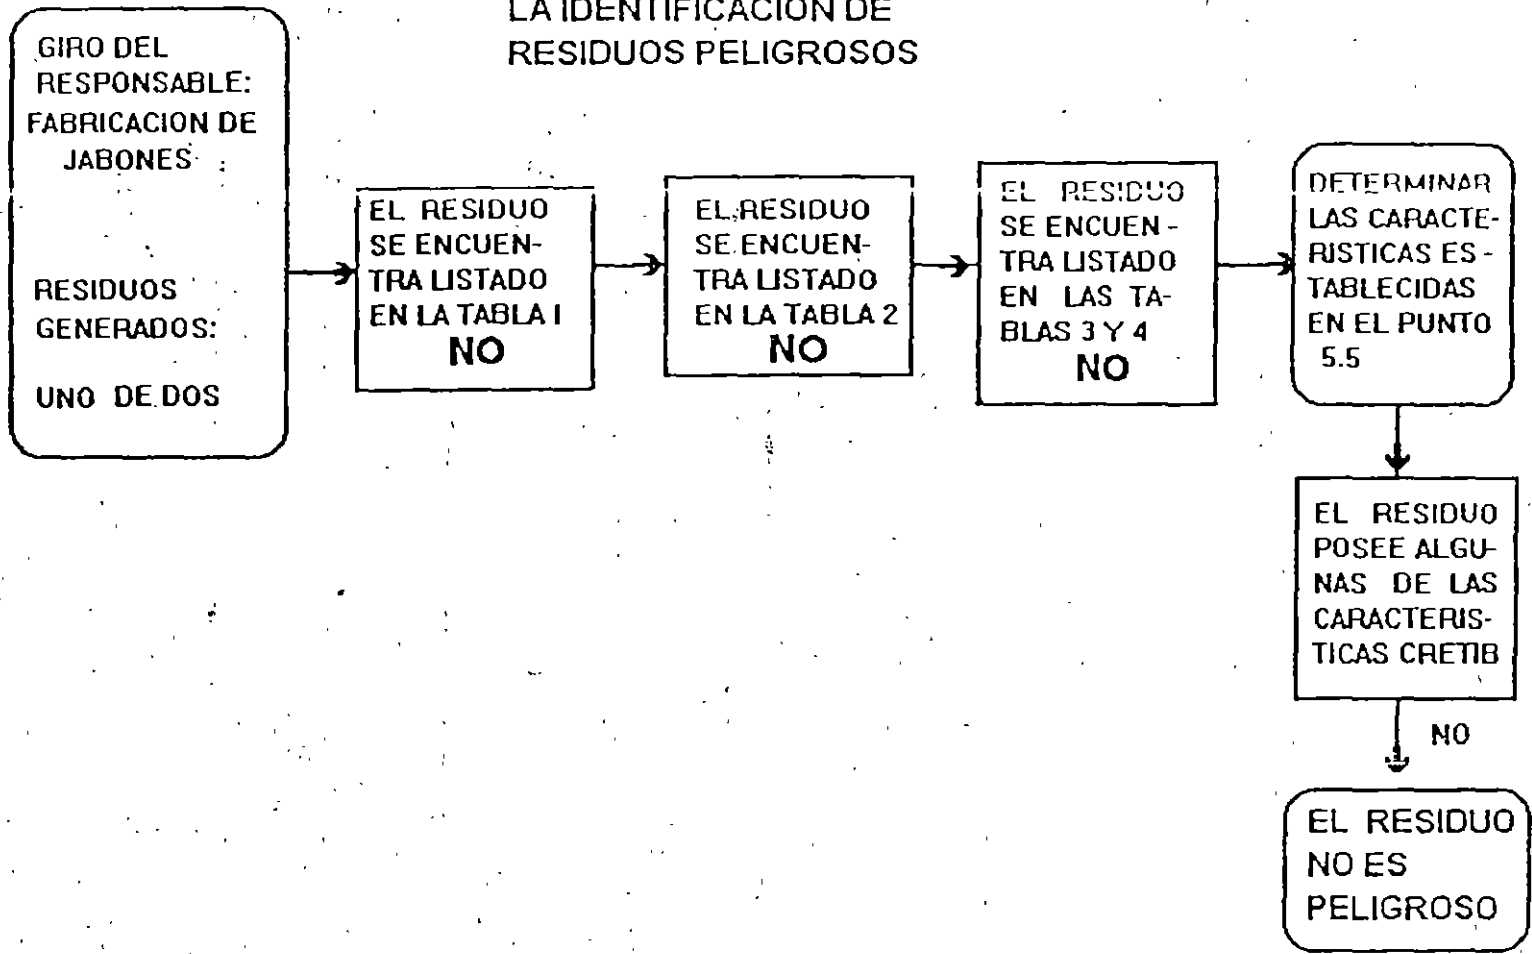 LA IDENTIFICACION DE
RESIDUOS PELIGROSOS
GIRO DEL
RESPONSABLE:
FABRICACION DE
JABONES
RESIDUOS
GENERADOS:
UNO DE DOS
EL RESIDUO
SE ENCUEN-
TRA LISTADO
EN LA TABLA 1
NO
EL RESIDUO
SE ENCUEN-
TRA LISTADO
EN LA TABLA 2
NO
EL RESIDUO
SE ENCUEN-
TRA LISTADO
EN LAS TA-
BLAS 3 Y 4
NO
DETERMINAR
LAS CARACTE-
RISTICAS ES-
TABLECIDAS
EN EL PUNTO
5.5
EL RESIDUO
POSEE ALGU-
NAS DE LAS
CARACTERIS-
TICAS CRETIB
NO
EL RESIDUO
NO ES
PELIGROSO